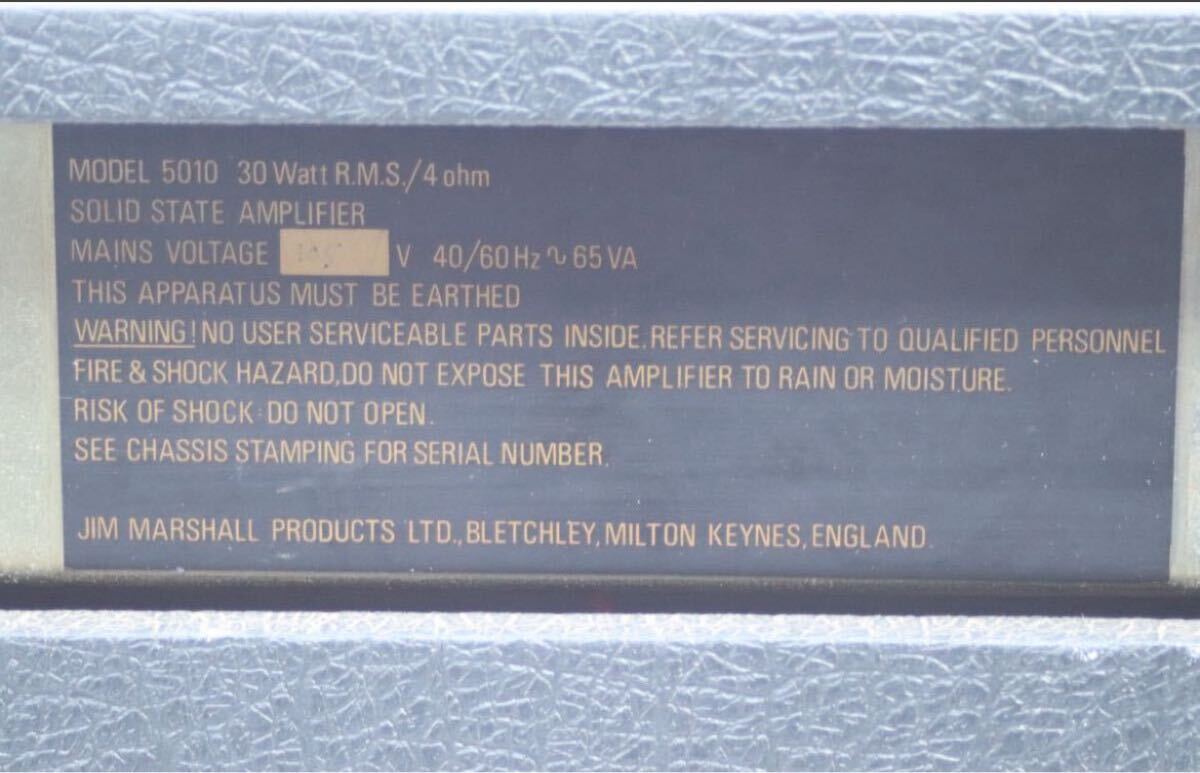 MODEL 5010 30 Watt R.M.S./4 ohm
SOLID STATE AMPLIFIER
MAINS VOLTAGE V 40/60 Hz ∿ 65 VA
THIS APPARATUS MUST BE EARTHED
WARNING! NO USER SERVICEABLE PARTS INSIDE. REFER SERVICING TO QUALIFIED PERSONNEL
FIRE & SHOCK HAZARD, DO NOT EXPOSE THIS AMPLIFIER TO RAIN OR MOISTURE.
RISK OF SHOCK: DO NOT OPEN.
SEE CHASSIS STAMPING FOR SERIAL NUMBER.
JIM MARSHALL PRODUCTS LTD., BLETCHLEY, MILTON KEYNES, ENGLAND.